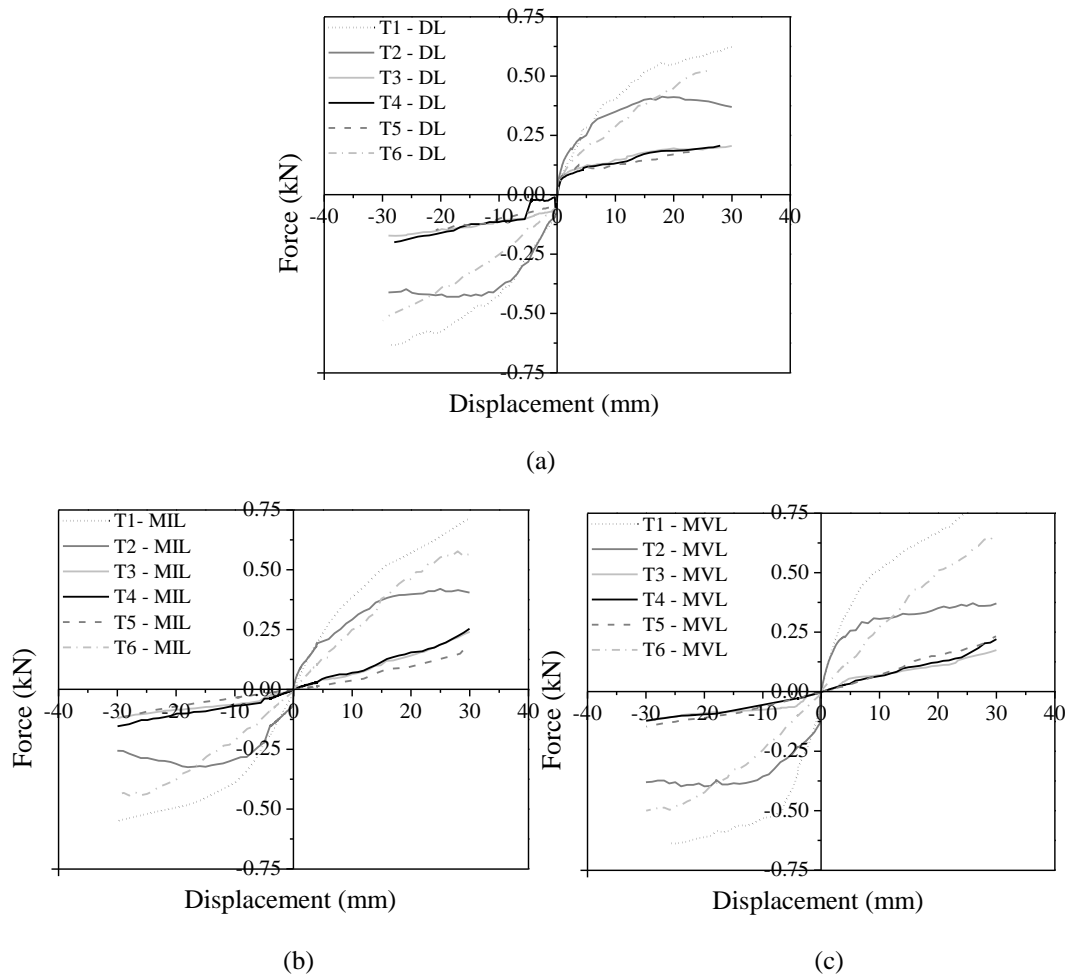 0.75
T1 - DL
T2 - DL
0.50
T3 - DL
T4 - DL
0.25
T5 - DL
T6 - DL
0.00
-40 -30 -20 -10 0 10 20 30 40
-0.25
-0.50
-0.75
Force (kN)
Displacement (mm)
(a)
0.75
T1- MIL
T2 - MIL
0.50
T3 - MIL
T4 - MIL
0.25
T5 - MIL
T6 - MIL
0.00
-40 -30 -20 -10 0 10 20 30 40
-0.25
-0.50
-0.75
Force (kN)
Displacement (mm)
(b)
0.75
T1 - MVL
T2 - MVL
0.50
T3 - MVL
T4 - MVL
0.25
T5 - MVL
T6 - MVL
0.00
-40 -30 -20 -10 0 10 20 30 40
-0.25
-0.50
-0.75
Force (kN)
Displacement (mm)
(c)